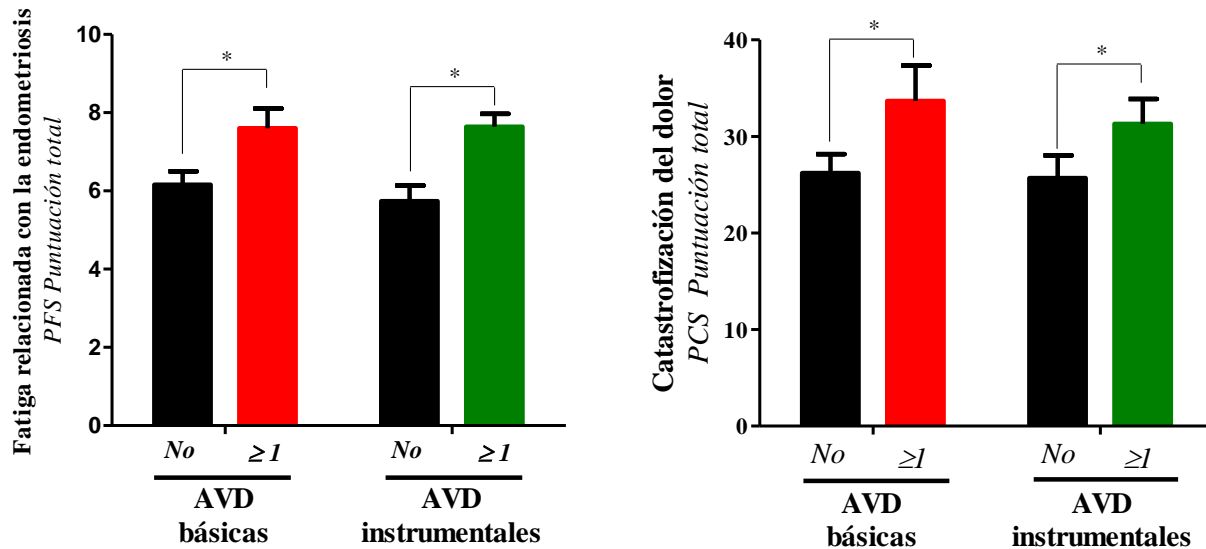 Fatiga relacionada con la endometriosis
PFS Puntuación total
10
8
6
4
2
0
*
*
No
≥ 1
No
≥ 1
AVD
básicas
AVD
instrumentales
Catastrofización del dolor
PCS Puntuación total
40
30
20
10
0
*
*
No
≥1
No
≥1
AVD
básicas
AVD
instrumentales